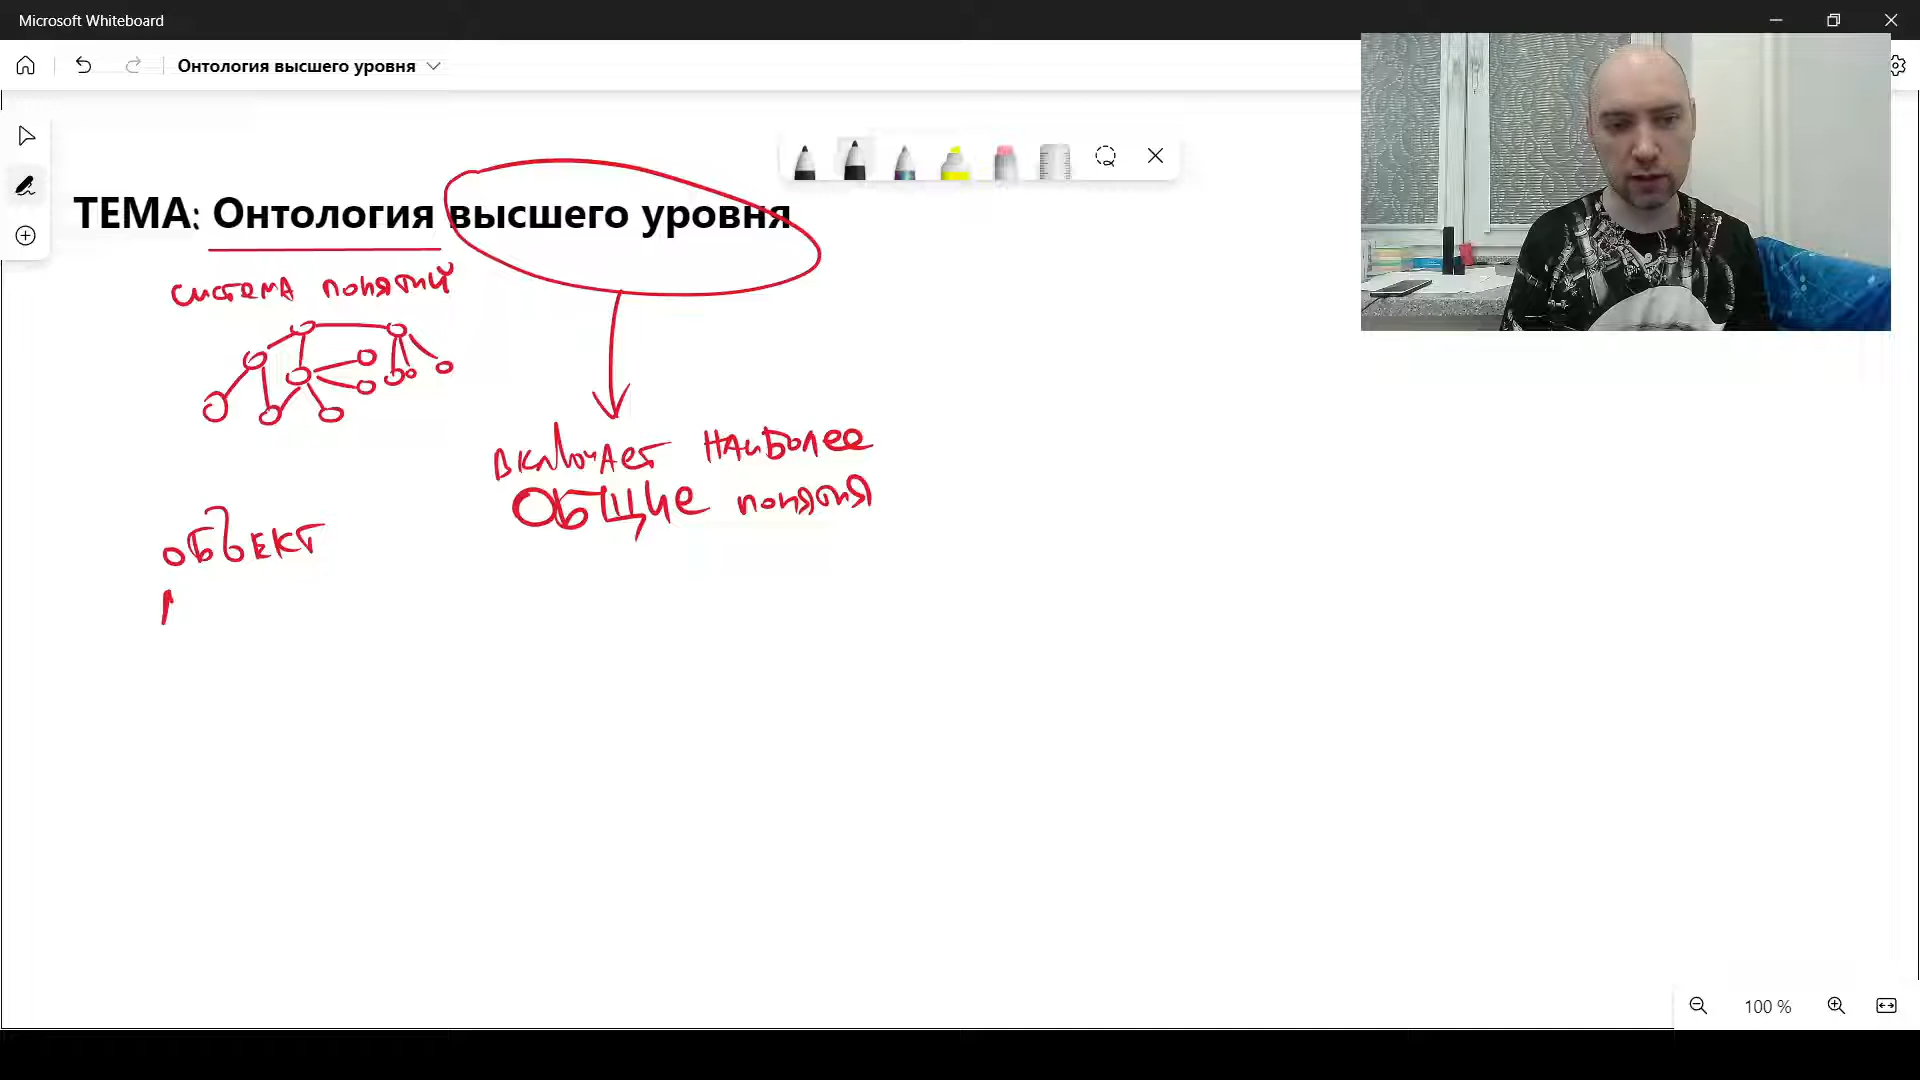 Microsoft Whiteboard
Онтология высшего уровня
ТЕМА: Онтология высшего уровня
система понятий
включает наиболее
общие понятия
объект
100 %